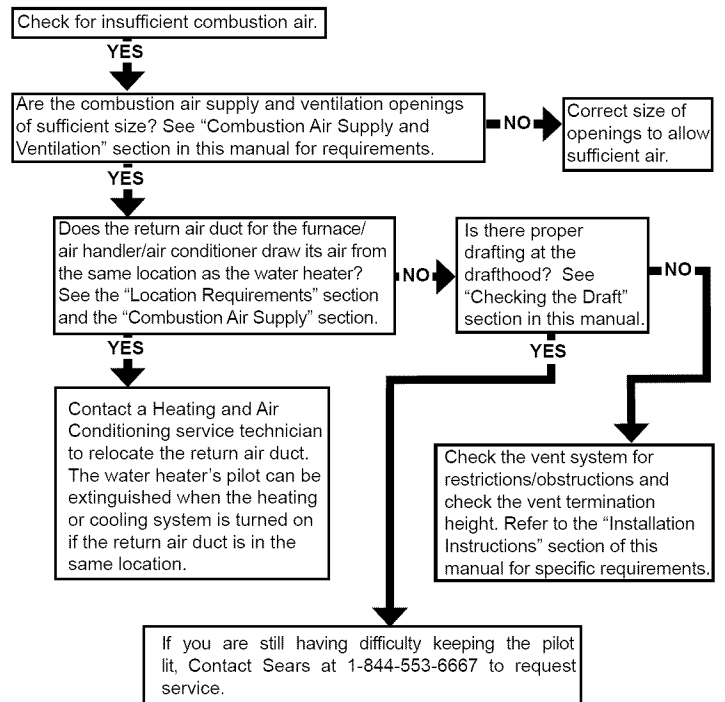 Check for insufficient combustion air.
YES
Are the combustion air supply and ventilation openings
of sufficient size? See “Combustion Air Supply and
Ventilation” section in this manual for requirements.
NO
Correct size of
openings to allow
sufficient air.
YES
Does the return air duct for the furnace/
air handler/air conditioner draw its air from
the same location as the water heater?
See the “Location Requirements” section
and the “Combustion Air Supply” section.
NO
Is there proper
drafting at the
drafthood? See
“Checking the Draft”
section in this manual.
NO
YES
YES
Contact a Heating and Air
Conditioning service technician
to relocate the return air duct.
The water heater’s pilot can be
extinguished when the heating
or cooling system is turned on
if the return air duct is in the
same location.
Check the vent system for
restrictions/obstructions and
check the vent termination
height. Refer to the “Installation
Instructions” section of this
manual for specific requirements.
If you are still having difficulty keeping the pilot
lit, Contact Sears at 1-844-553-6667 to request
service.